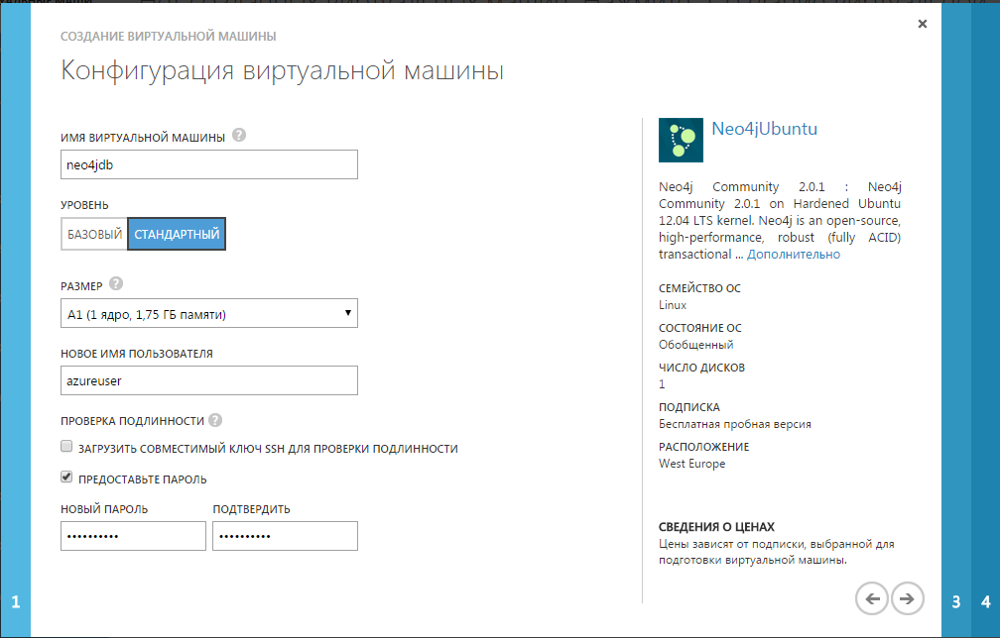 СОЗДАНИЕ ВИРТУАЛЬНОЙ МАШИНЫ
Конфигурация виртуальной машины
ИМЯ ВИРТУАЛЬНОЙ МАШИНЫ ?
neo4jdb
УРОВЕНЬ
БАЗОВЫЙ СТАНДАРТНЫЙ
РАЗМЕР ?
A1 (1 ядро, 1,75 ГБ памяти)
НОВОЕ ИМЯ ПОЛЬЗОВАТЕЛЯ
azureuser
ПРОВЕРКА ПОДЛИННОСТИ ?
ЗАГРУЗИТЬ СОВМЕСТИМЫЙ КЛЮЧ SSH ДЛЯ ПРОВЕРКИ ПОДЛИННОСТИ
ПРЕДОСТАВЬТЕ ПАРОЛЬ
НОВЫЙ ПАРОЛЬ ПОДТВЕРДИТЬ
•••••••••• ••••••••••
Neo4jUbuntu
Neo4j Community 2.0.1 : Neo4j
Community 2.0.1 on Hardened Ubuntu
12.04 LTS kernel. Neo4j is an open-source,
high-performance, robust (fully ACID)
transactional ... Дополнительно
СЕМЕЙСТВО ОС
Linux
СОСТОЯНИЕ ОС
Обобщенный
ЧИСЛО ДИСКОВ
1
ПОДПИСКА
Бесплатная пробная версия
РАСПОЛОЖЕНИЕ
West Europe
СВЕДЕНИЯ О ЦЕНАХ
Цены зависят от подписки, выбранной для
подготовки виртуальной машины.
1
3 4